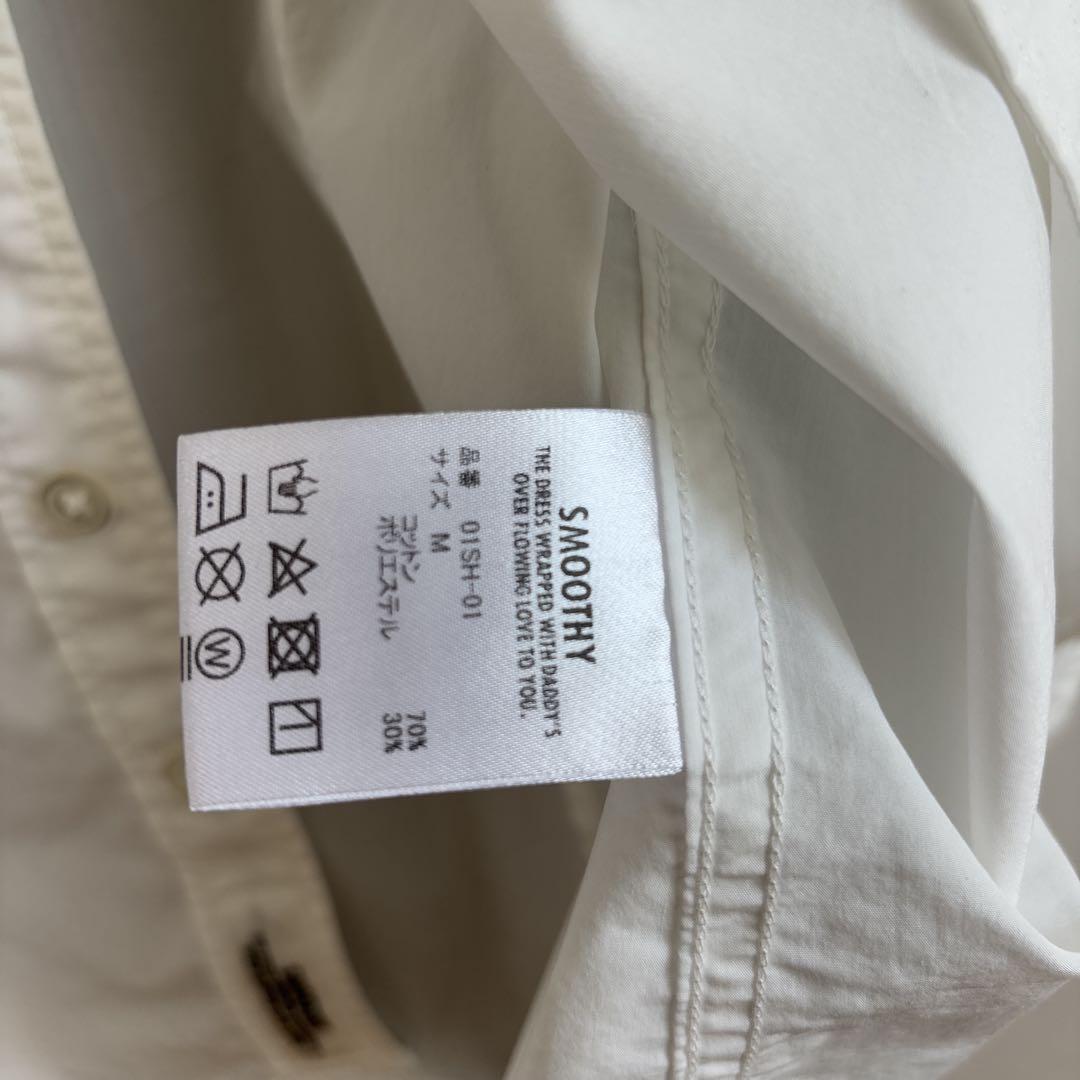 SMOOTHY
THE DRESS WRAPPED WITH DADDY'S
OVER FLOWING LOVE TO YOU.
品番 01SH-01
サイズ M
コットン 70%
ポリエステル 30%
W